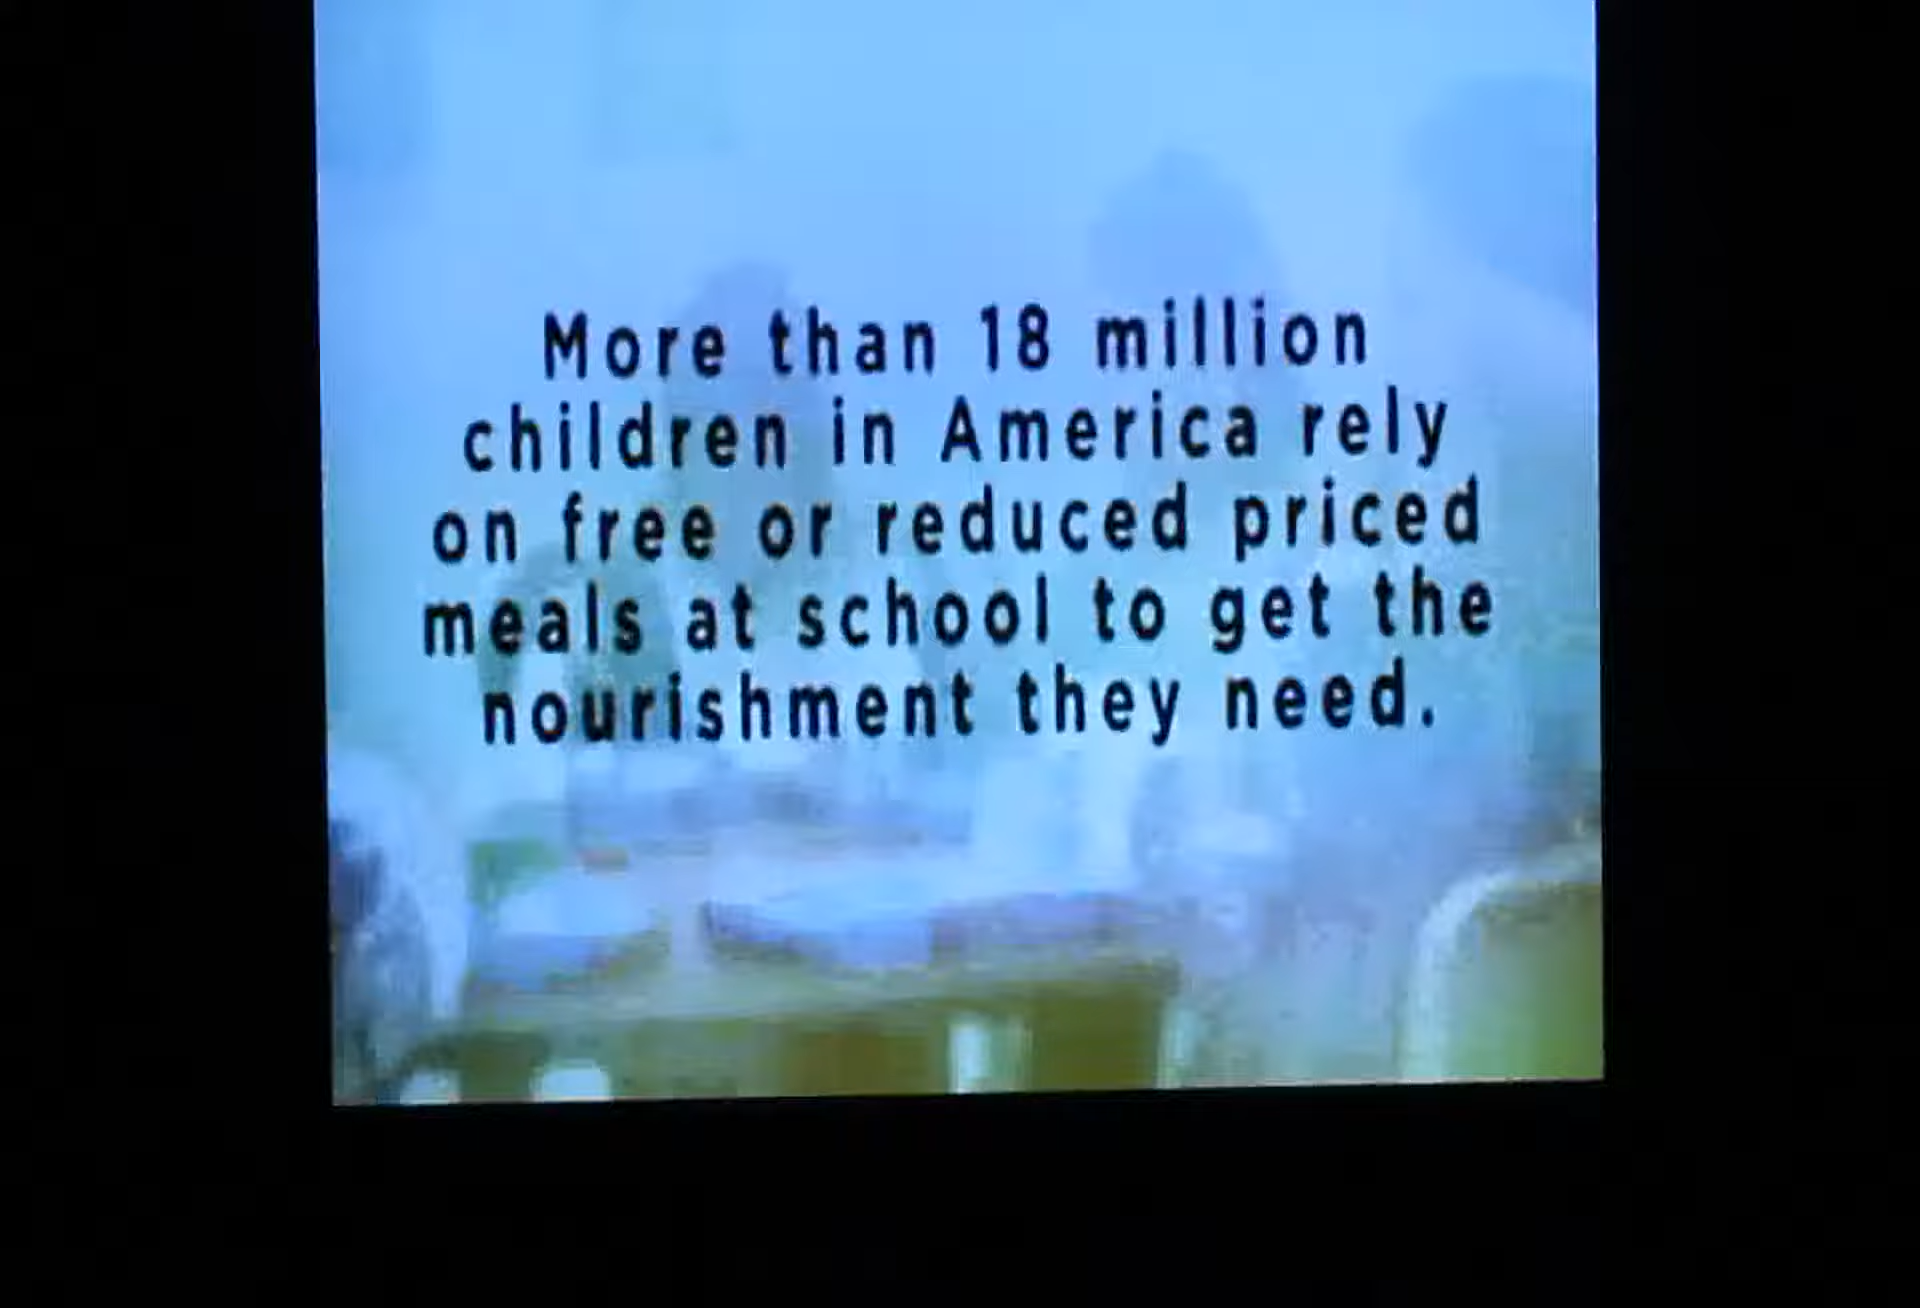 More than 18 million
children in America rely
on free or reduced priced
meals at school to get the
nourishment they need.